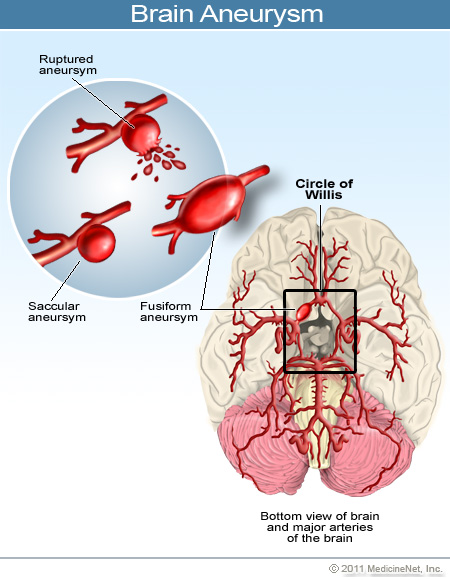 Brain Aneurysm
Ruptured
aneursym
Circle of
Willis
Saccular
aneursym
Fusiform
aneursym
Bottom view of brain
and major arteries
of the brain
© 2011 MedicineNet, Inc.